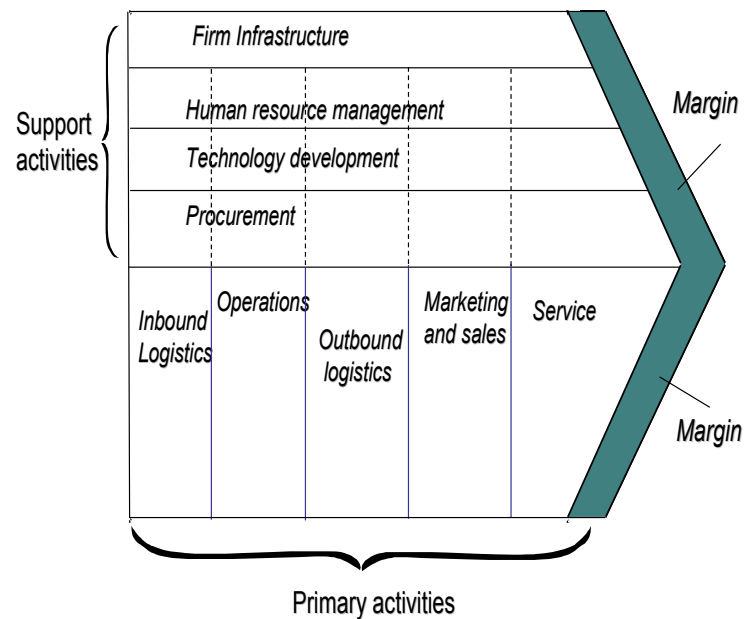 Firm Infrastructure
Human resource management
Technology development
Procurement
Support
activities
Margin
Inbound
Logistics
Operations
Outbound
logistics
Marketing
and sales
Service
Margin
Primary activities